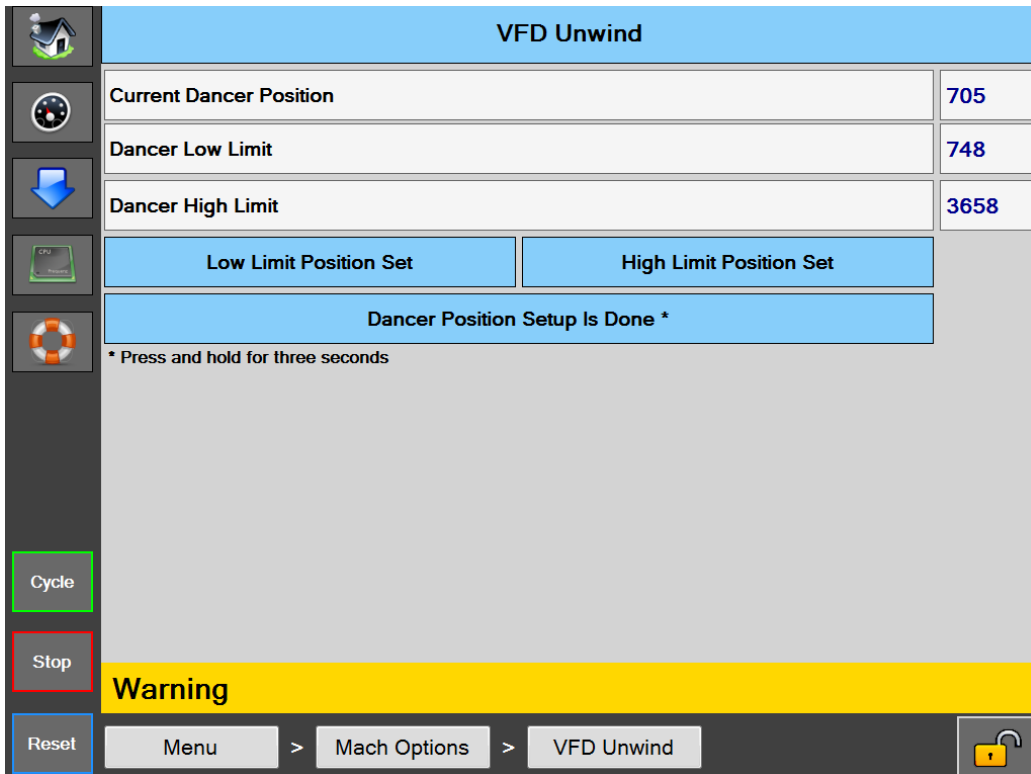 VFD Unwind
Current Dancer Position 705
Dancer Low Limit 748
Dancer High Limit 3658
Low Limit Position Set High Limit Position Set
Dancer Position Setup Is Done *
* Press and hold for three seconds
CPU
Cycle
Stop
Warning
Reset Menu > Mach Options > VFD Unwind